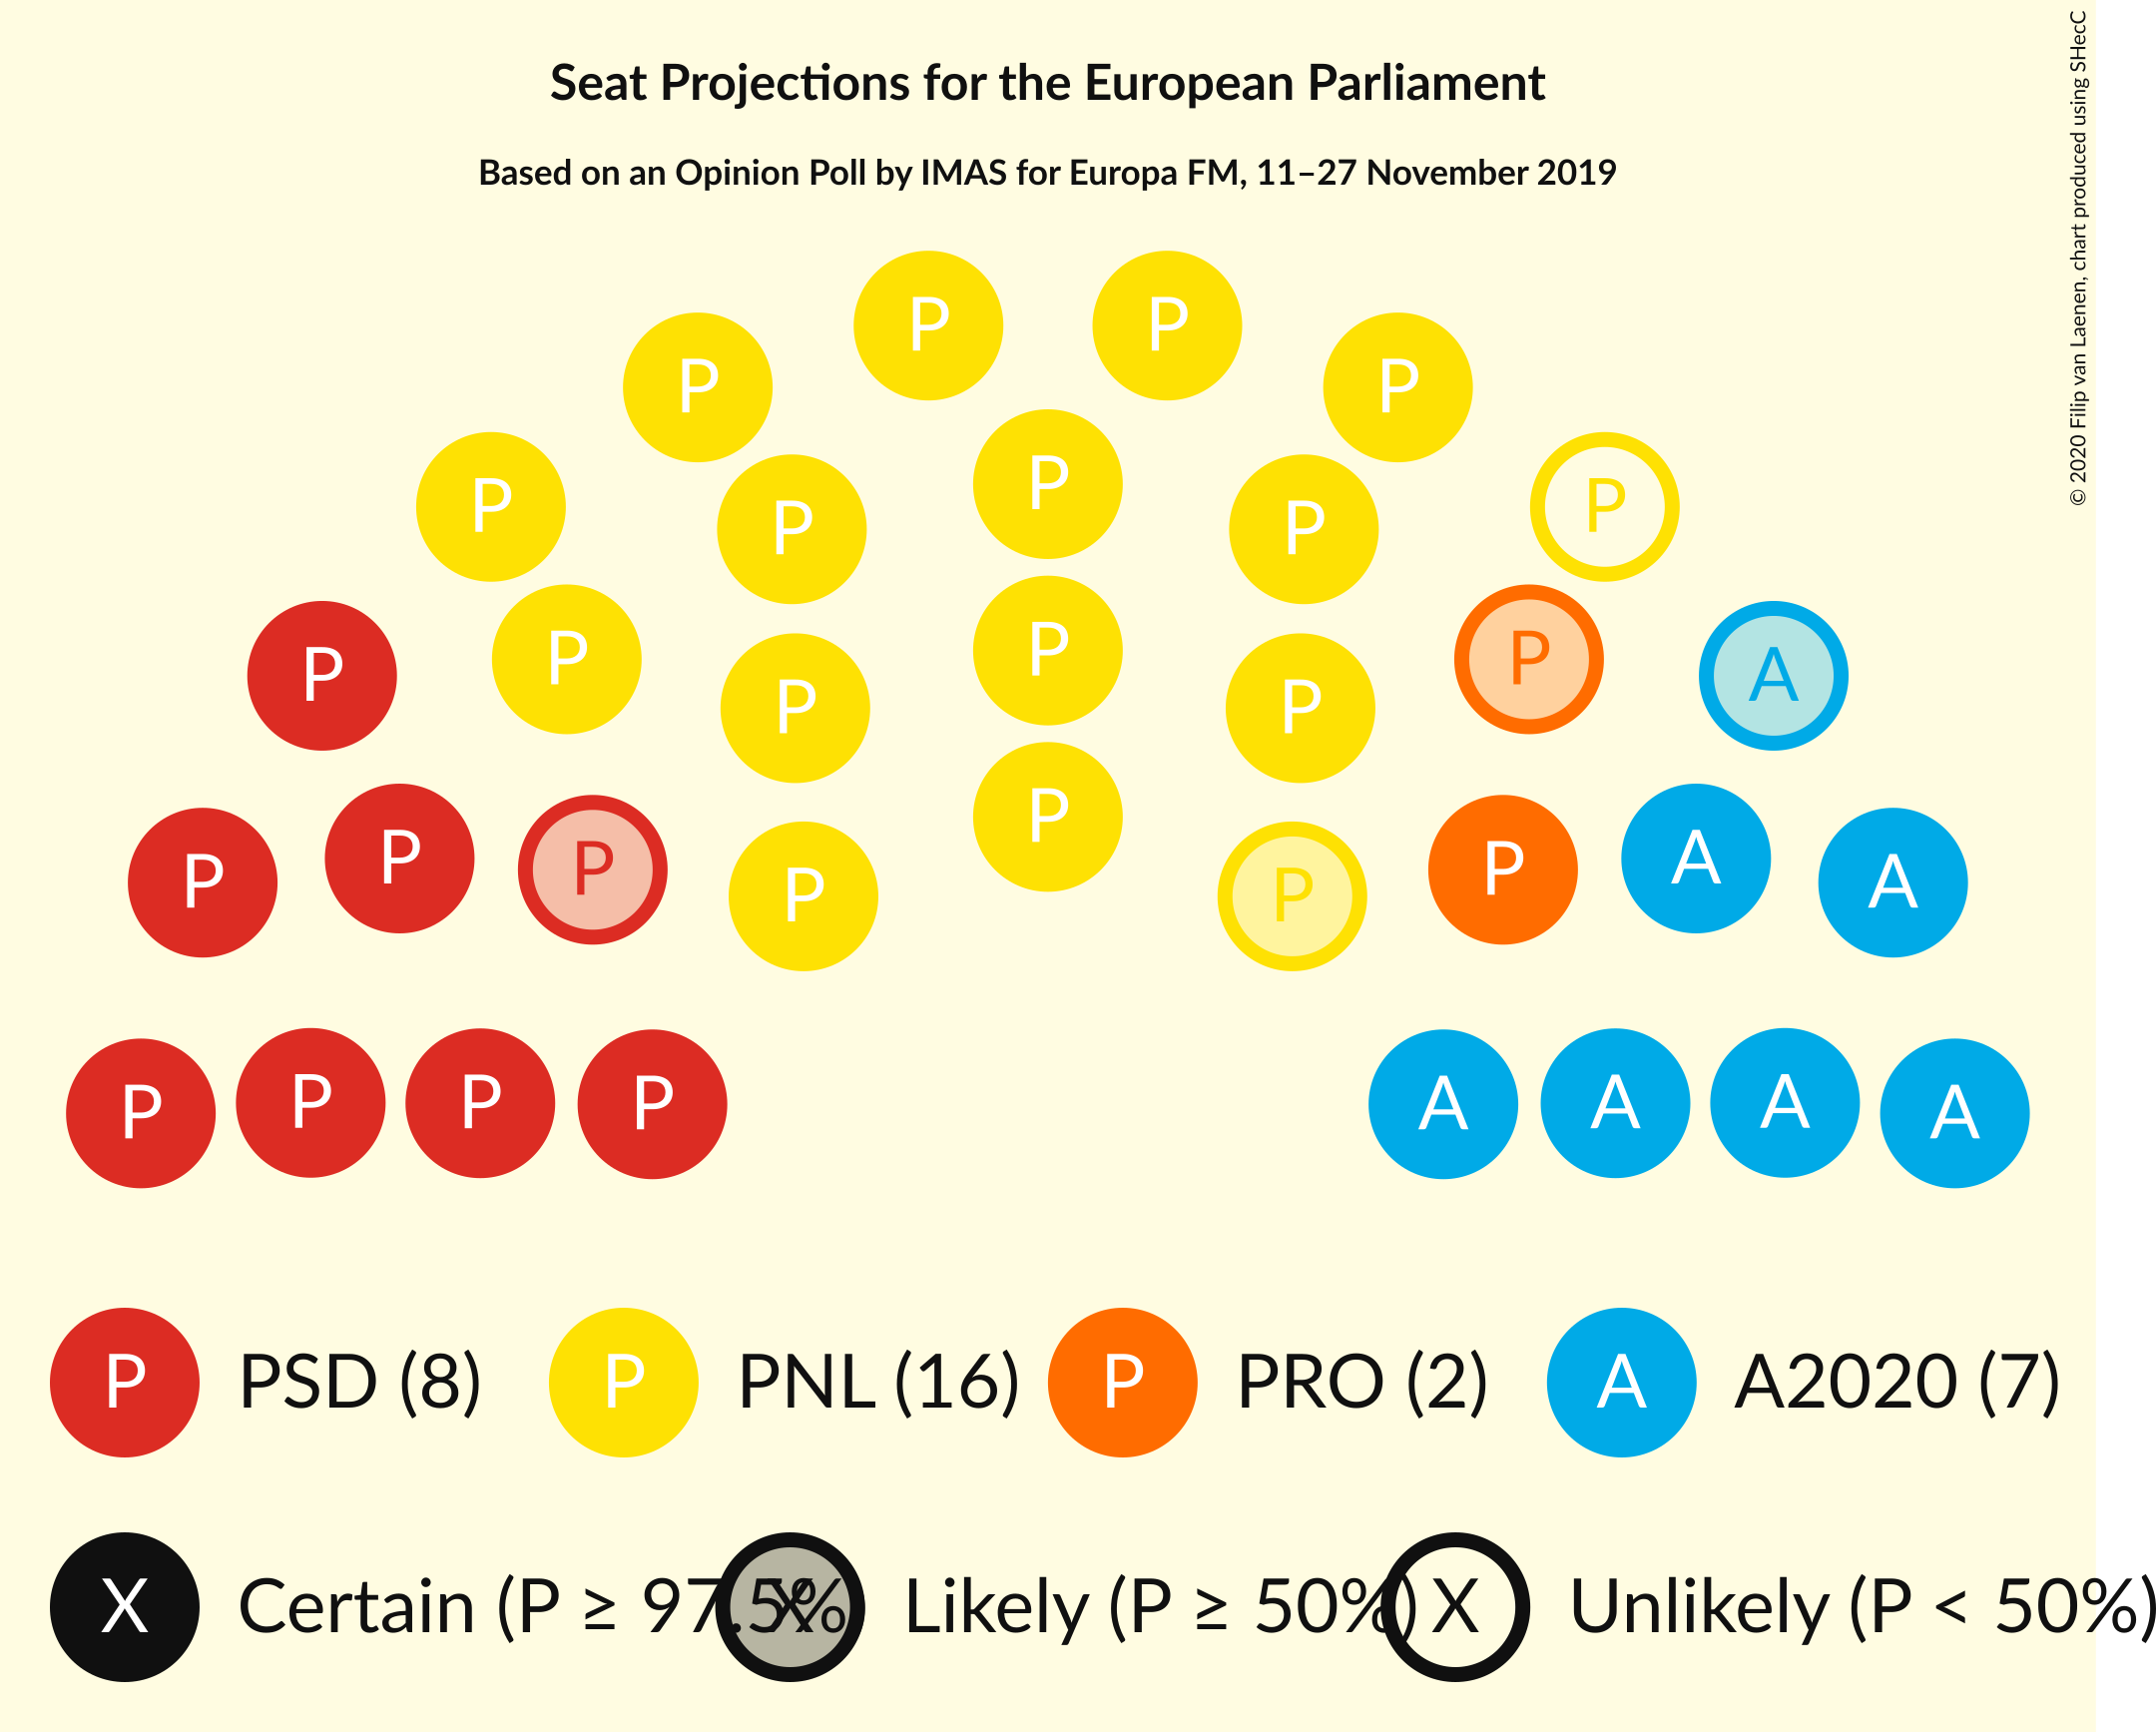 Seat Projections for the European Parliament
Based on an Opinion Poll by IMAS for Europa FM, 11–27 November 2019
© 2020 Filip van Laenen, chart produced using SHecC
P P
P P
P P P P P
P P P P A
P P P P
P P P P P P A A
P P
P P P P A A A A
P PSD (8) P PNL (16) P PRO (2) A A2020 (7)
X Certain (P ≥ 97.5%) X Likely (P ≥ 50%) X Unlikely (P < 50%)